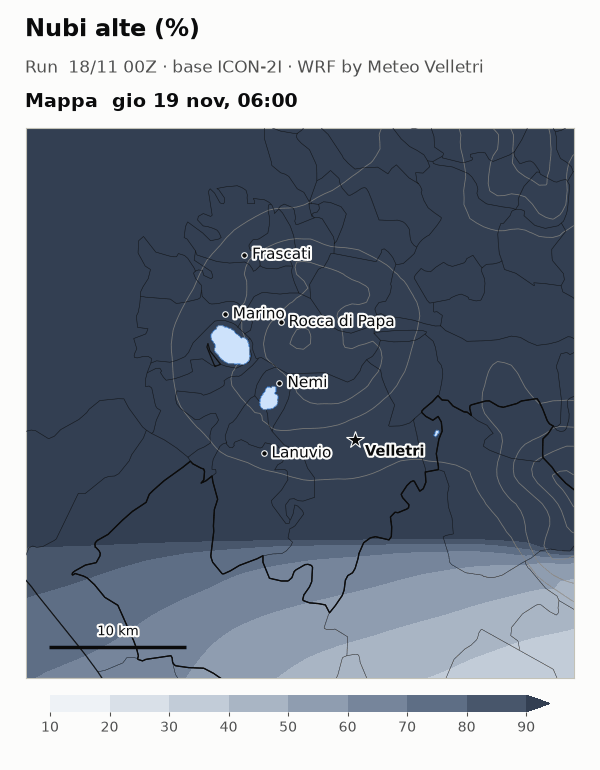 Nubi alte (%)
Run  18/11 00Z · base ICON-2I · WRF by Meteo Velletri
Mappa  gio 19 nov, 06:00
Frascati
Marino
Rocca di Papa
Nemi
Velletri
Lanuvio
10 km
10 20 30 40 50 60 70 80 90